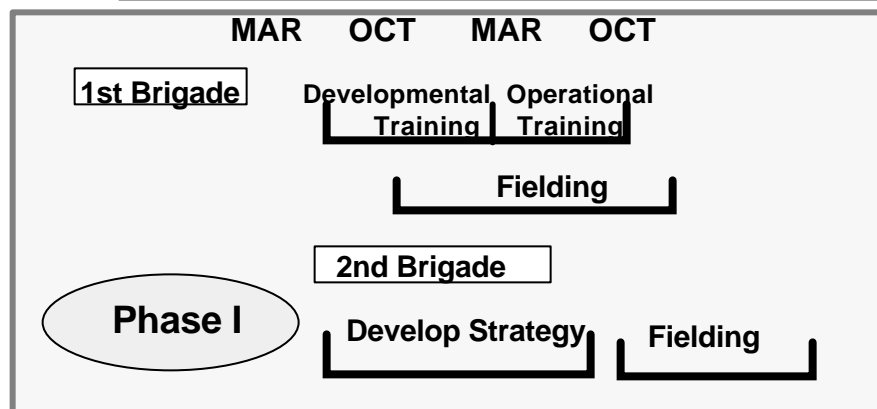 MAR OCT MAR OCT
1st Brigade
Developmental Operational
Training Training
Fielding
2nd Brigade
Phase I
Develop Strategy
Fielding